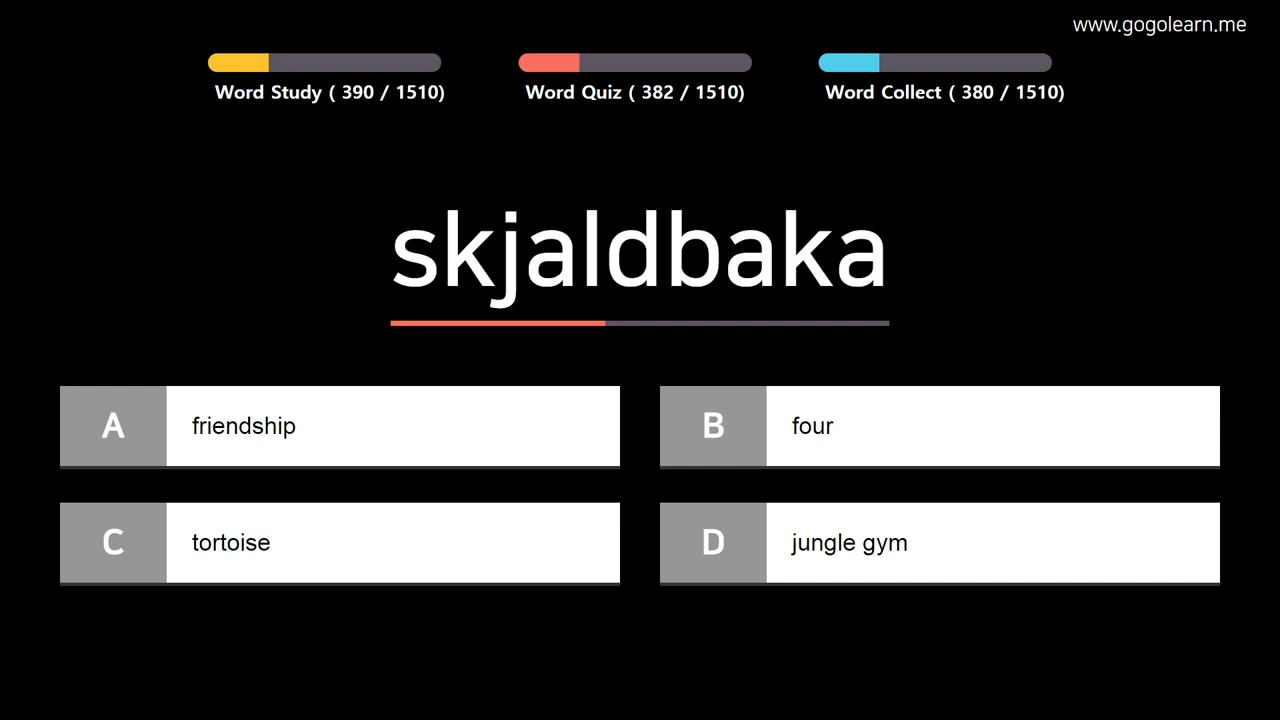 www.gogolearn.me
Word Study ( 390 / 1510)
Word Quiz ( 382 / 1510)
Word Collect ( 380 / 1510)
skjaldbaka
A friendship
B four
C tortoise
D jungle gym